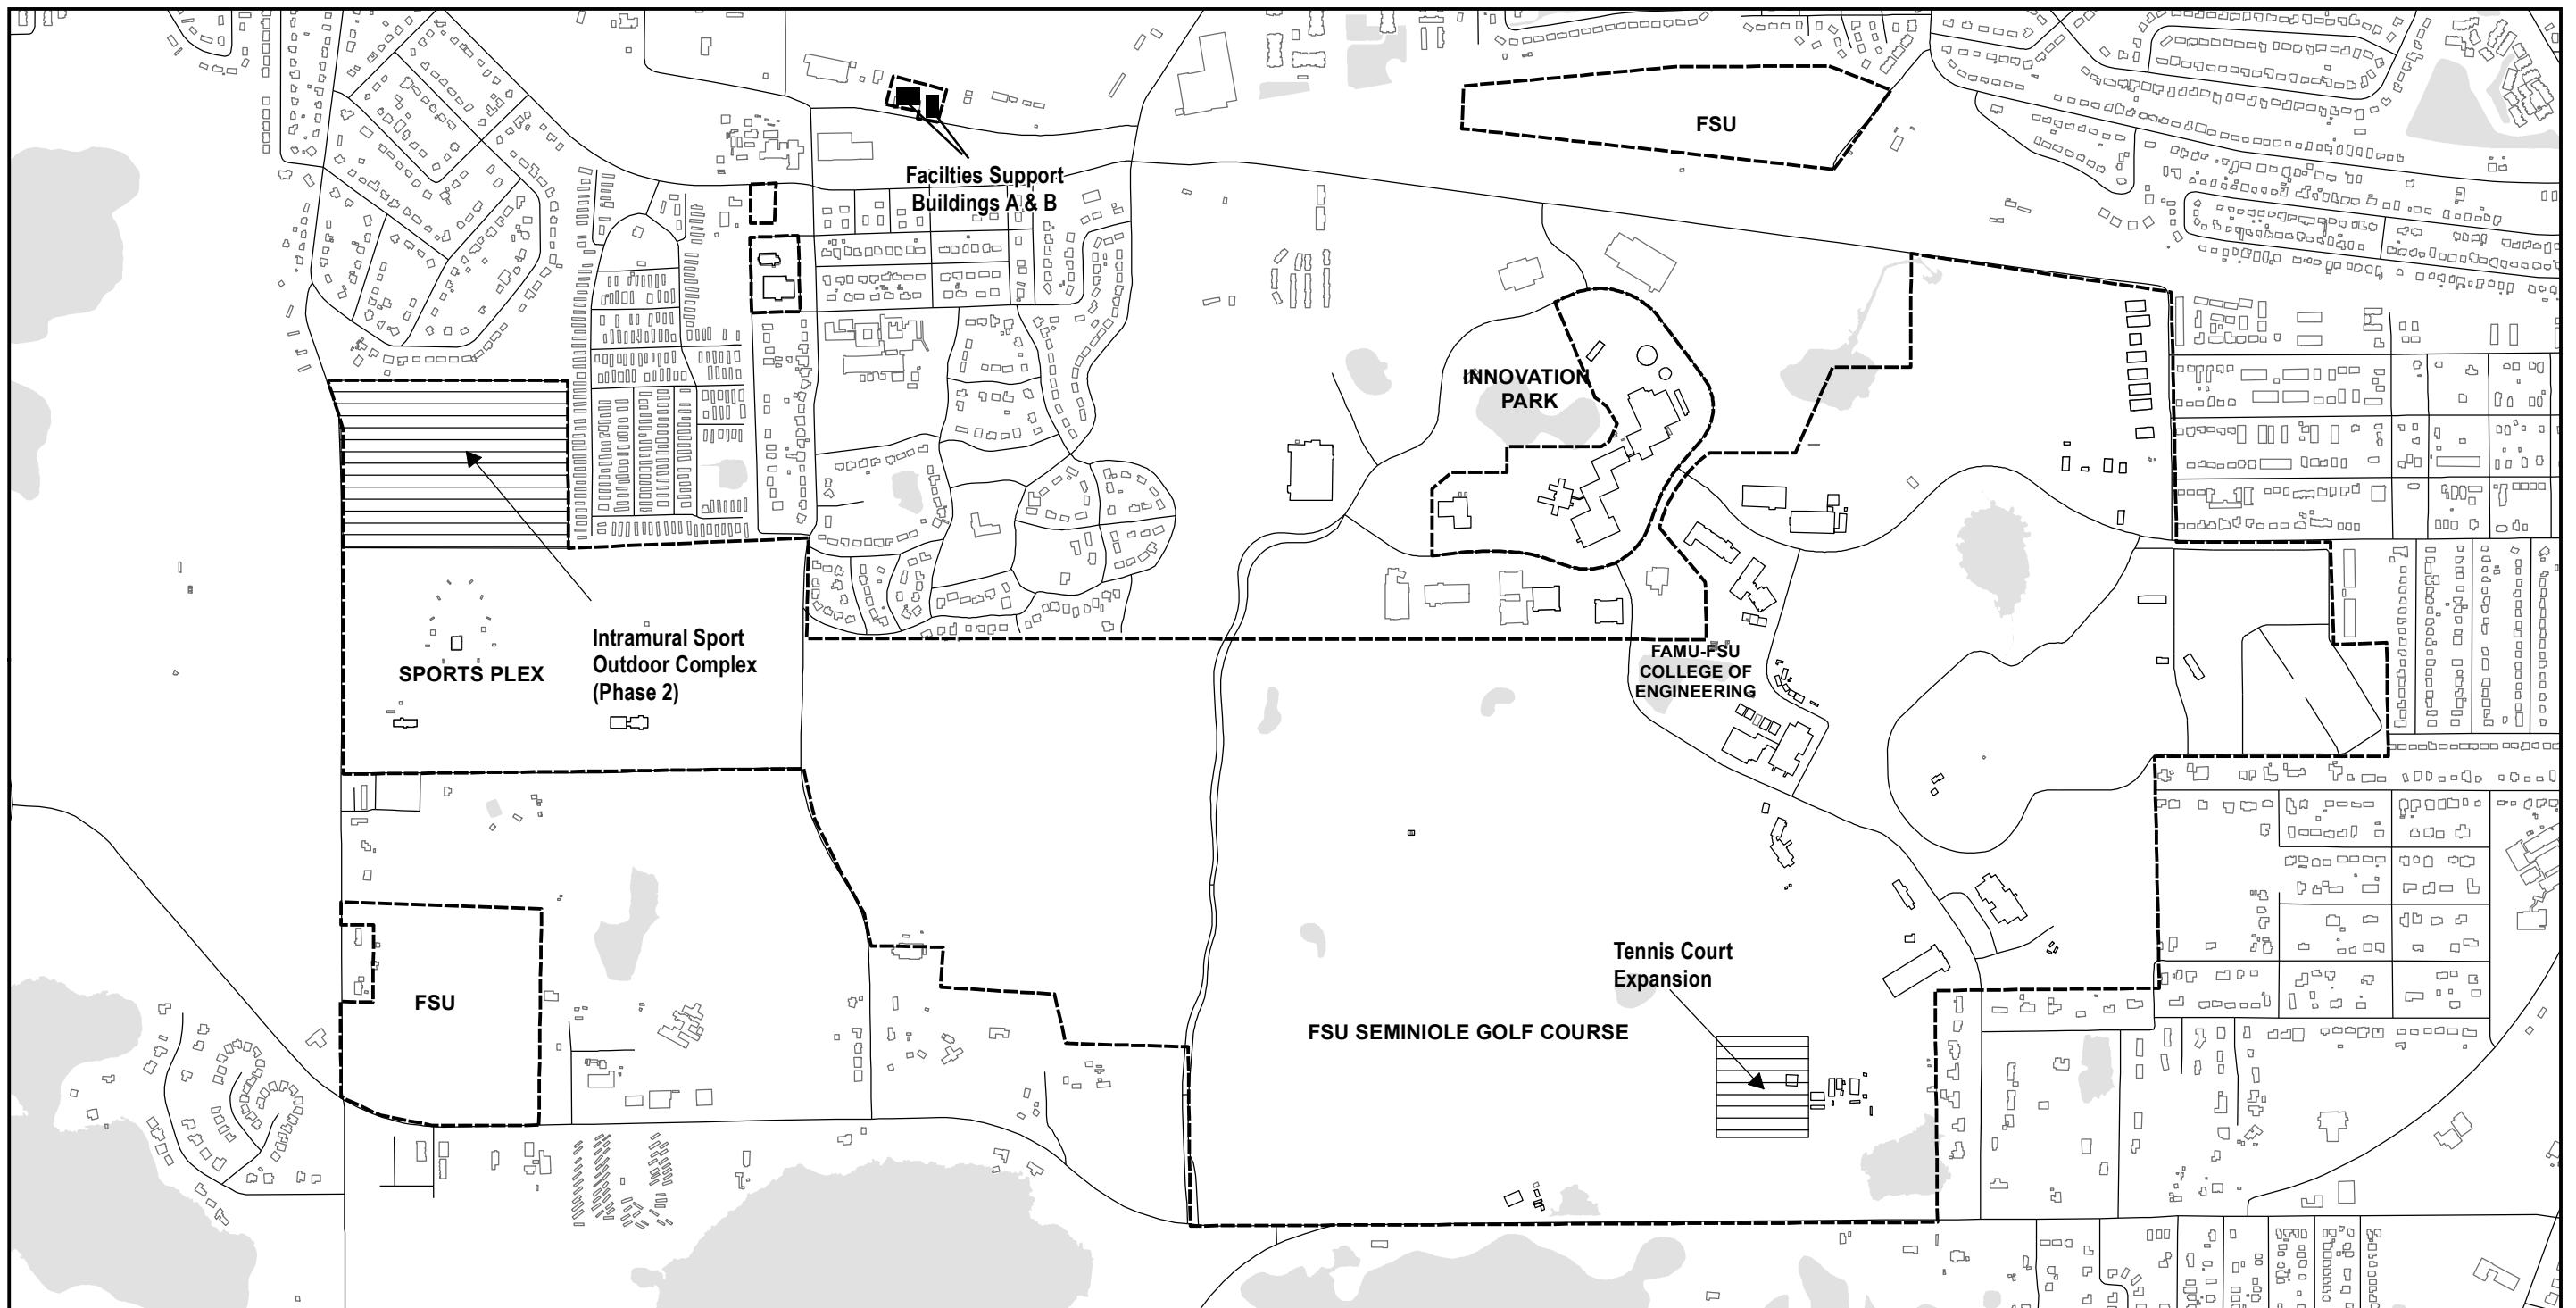 FSU
Facilties Support
Buildings A & B
INNOVATION
PARK
Intramural Sport
Outdoor Complex
(Phase 2)
SPORTS PLEX
FAMU-FSU
COLLEGE OF
ENGINEERING
Tennis Court
Expansion
FSU
FSU SEMINIOLE GOLF COURSE